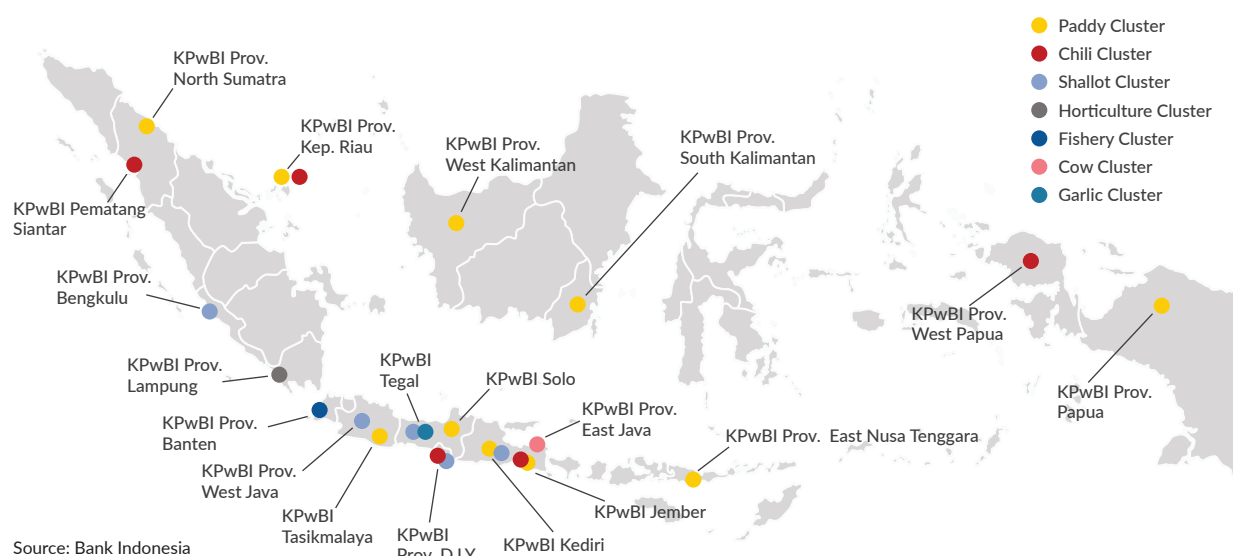 Paddy Cluster
Chili Cluster
Shallot Cluster
Horticulture Cluster
Fishery Cluster
Cow Cluster
Garlic Cluster
KPwBI Prov.
North Sumatra
KPwBI Prov.
Kep. Riau
KPwBI Prov.
West Kalimantan
KPwBI Prov.
South Kalimantan
KPwBI Pematang
Siantar
KPwBI Prov.
Bengkulu
KPwBI Prov.
Lampung
KPwBI Prov.
Banten
KPwBI Prov.
West Java
KPwBI
Tasikmalaya
KPwBI
Tegal
KPwBI Solo
KPwBI Prov.
East Java
KPwBI Prov. East Nusa Tenggara
KPwBI Jember
KPwBI Kediri
KPwBI
Prov. D.I.Y
KPwBI Prov.
West Papua
KPwBI Prov.
Papua
Source: Bank Indonesia